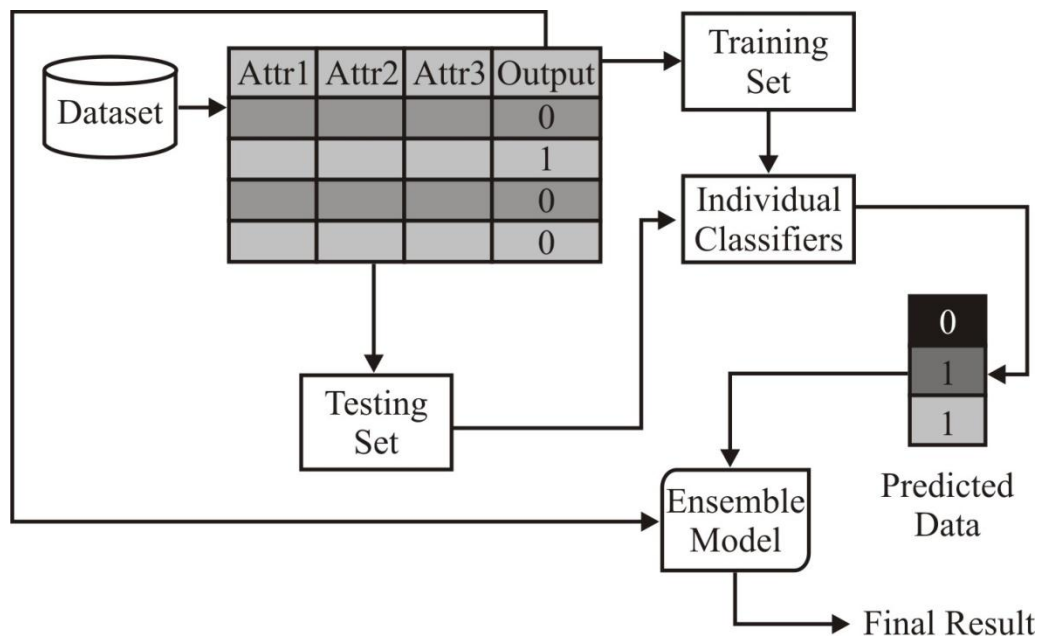 Dataset
Attr1 Attr2 Attr3 Output
0
1
0
0
Training
Set
Individual
Classifiers
Testing
Set
0
1
1
Predicted
Data
Ensemble
Model
Final Result